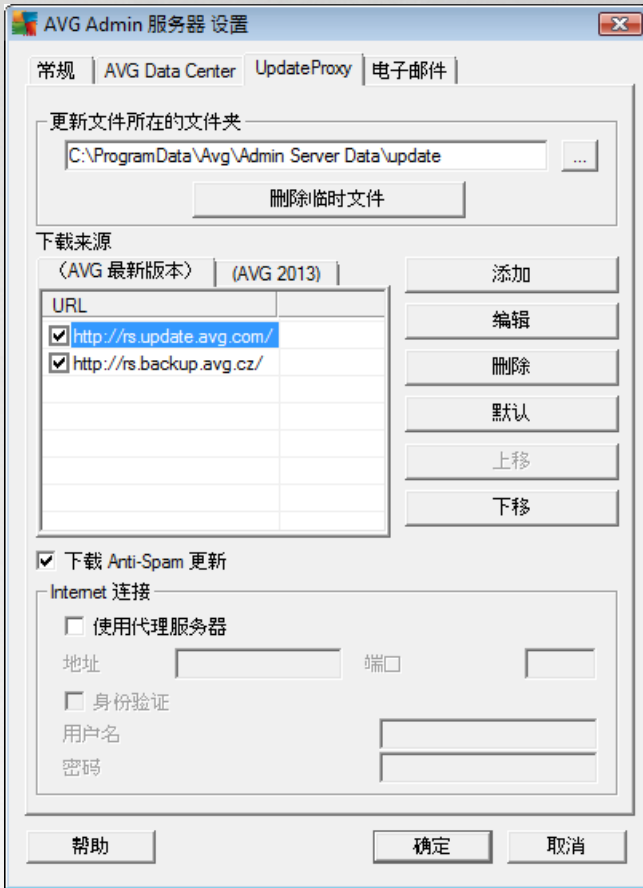 AVG Admin 服务器 设置
常规 AVG Data Center UpdateProxy 电子邮件
更新文件所在的文件夹
C:\ProgramData\Avg\Admin Server Data\update ...
删除临时文件
下载来源
（AVG 最新版本） (AVG 2013)
URL
http://rs.update.avg.com/
http://rs.backup.avg.cz/
添加
编辑
删除
默认
上移
下移
下载 Anti-Spam 更新
Internet 连接
使用代理服务器
地址 端口
身份验证
用户名
密码
帮助 确定 取消